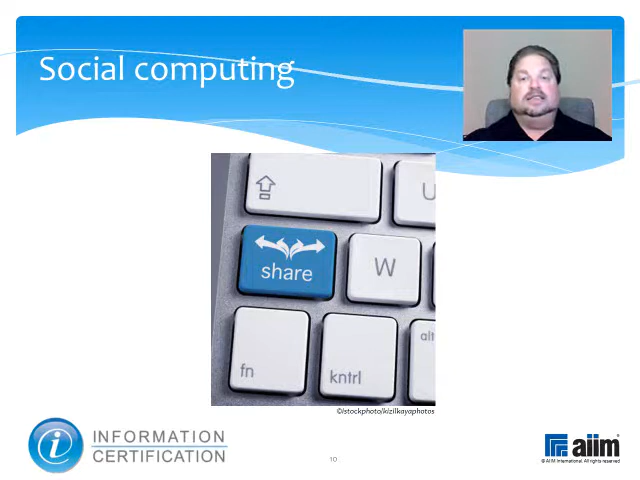 Social computing
U
share
W
alt
fn
kntrl
©istockphoto/kizilkayaphotos
INFORMATION
CERTIFICATION
10
aiim
© AIIM International. All rights reserved